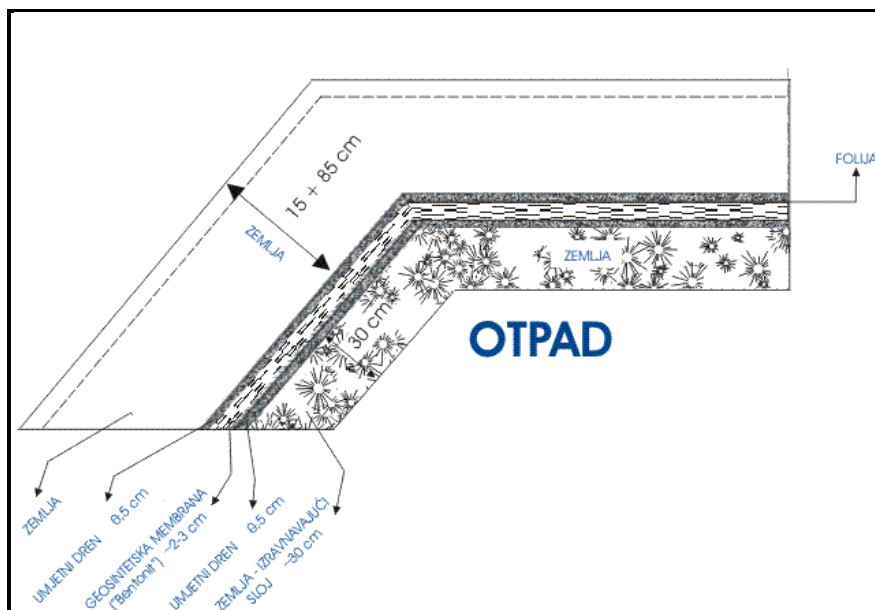 FOLIJA
15 + 85 cm
ZEMLJA
ZEMLJA
30 cm
OTPAD
ZEMLJA
UMJETNI DREN 0,5 cm
GEOSINTETSKA MEMBRANA
("Bentonit") ~2-3 cm
UMJETNI DREN 0,5 cm
ZEMLJA - IZRAVNAVAJUĆI
SLOJ ~30 cm